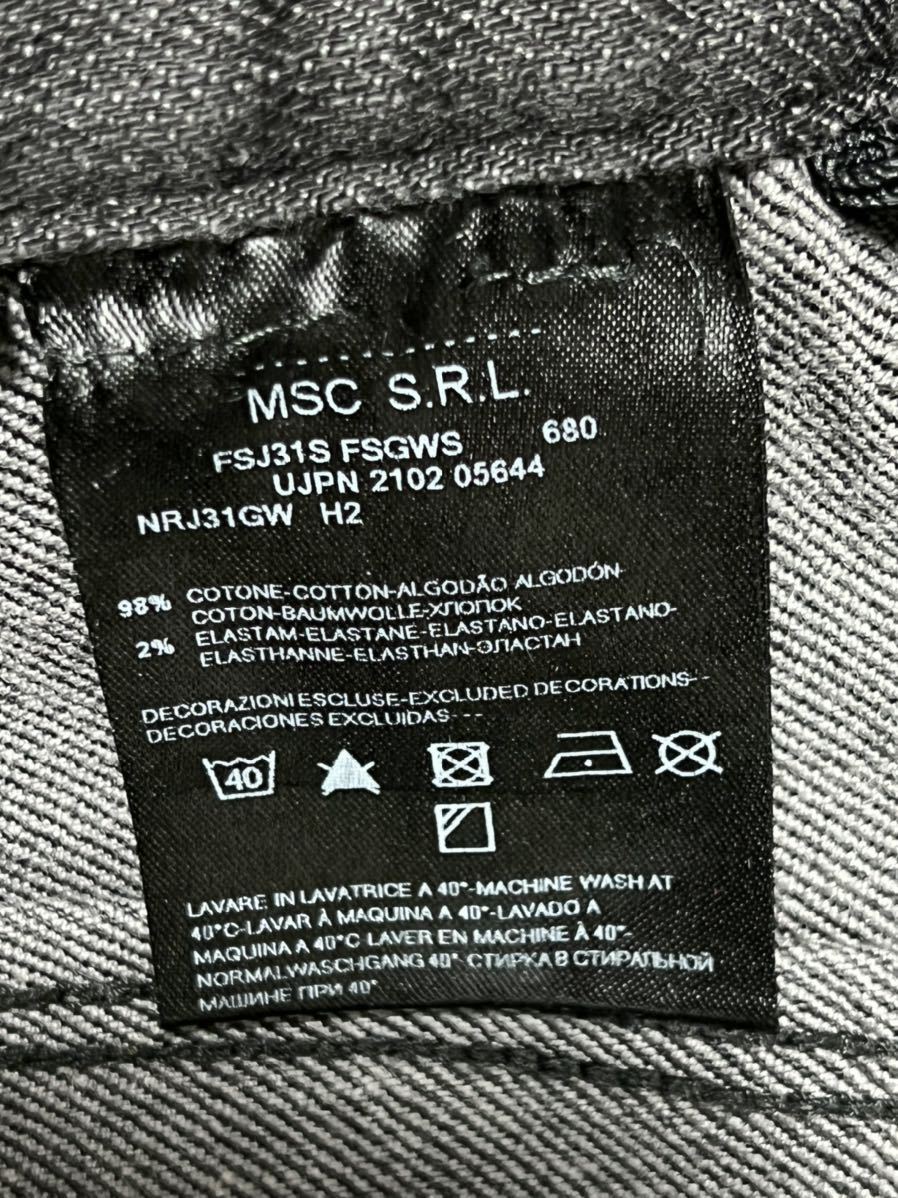 MSC S.R.L.
FSJ31S FSGWS 680
UJPN 2102 05644
NRJ31GW H2
98% COTONE-COTTON-ALGODÃO ALGODÓN-
COTON-BAUMWOLLE-ХЛОПОК
2% ELASTAM-ELASTANE-ELASTANO-ELASTANO-
ELASTHANNE-ELASTHAN-ЭЛАСТАН
DECORAZIONI ESCLUSE-EXCLUDED DECORATIONS--
DECORACIONES EXCLUIDAS---
40
LAVARE IN LAVATRICE A 40°-MACHINE WASH AT
40°C-LAVAR À MAQUINA A 40°-LAVADO A
MAQUINA A 40°C LAVER EN MACHINE À 40°-
NORMALWASCHGANG 40° СТИРКА В СТИРАЛЬНОЙ
МАШИНЕ ПРИ 40°